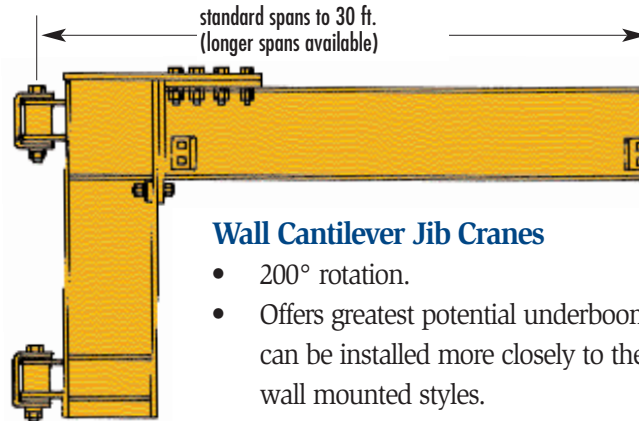 standard spans to 30 ft.
(longer spans available)
Wall Cantilever Jib Cranes
• 200° rotation.
• Offers greatest potential underboom
can be installed more closely to the
wall mounted styles.